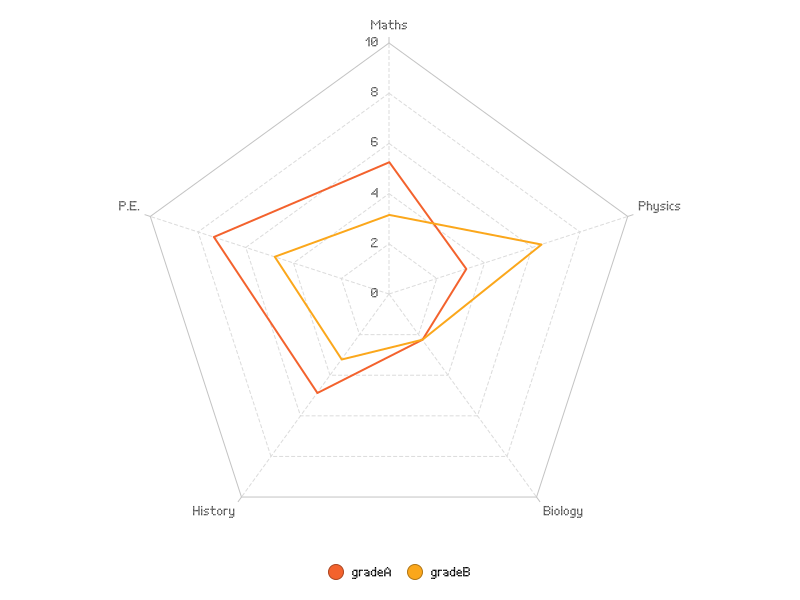 Maths
10
8
6
4
2
0
P.E.
Physics
History
Biology
gradeA
gradeB